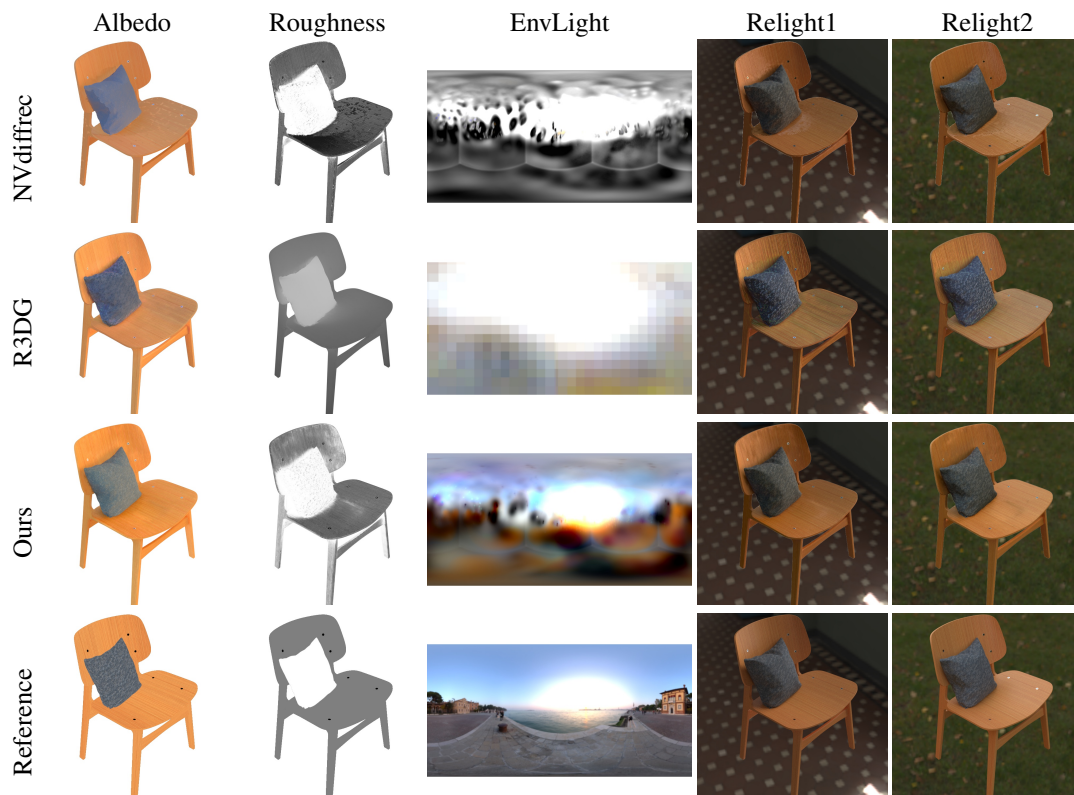 Albedo Roughness EnvLight Relight1 Relight2
NVdiffrec
R3DG
Ours
Reference